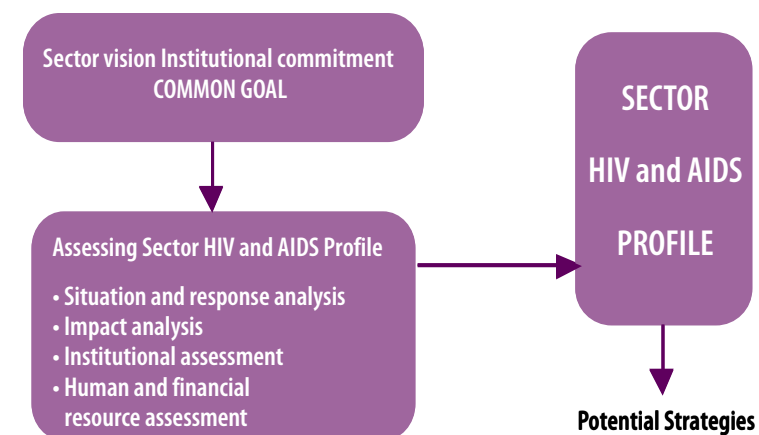 Sector vision Institutional commitment
COMMON GOAL
Assessing Sector HIV and AIDS Profile
• Situation and response analysis
• Impact analysis
• Institutional assessment
• Human and financial
resource assessment
SECTOR
HIV and AIDS
PROFILE
Potential Strategies